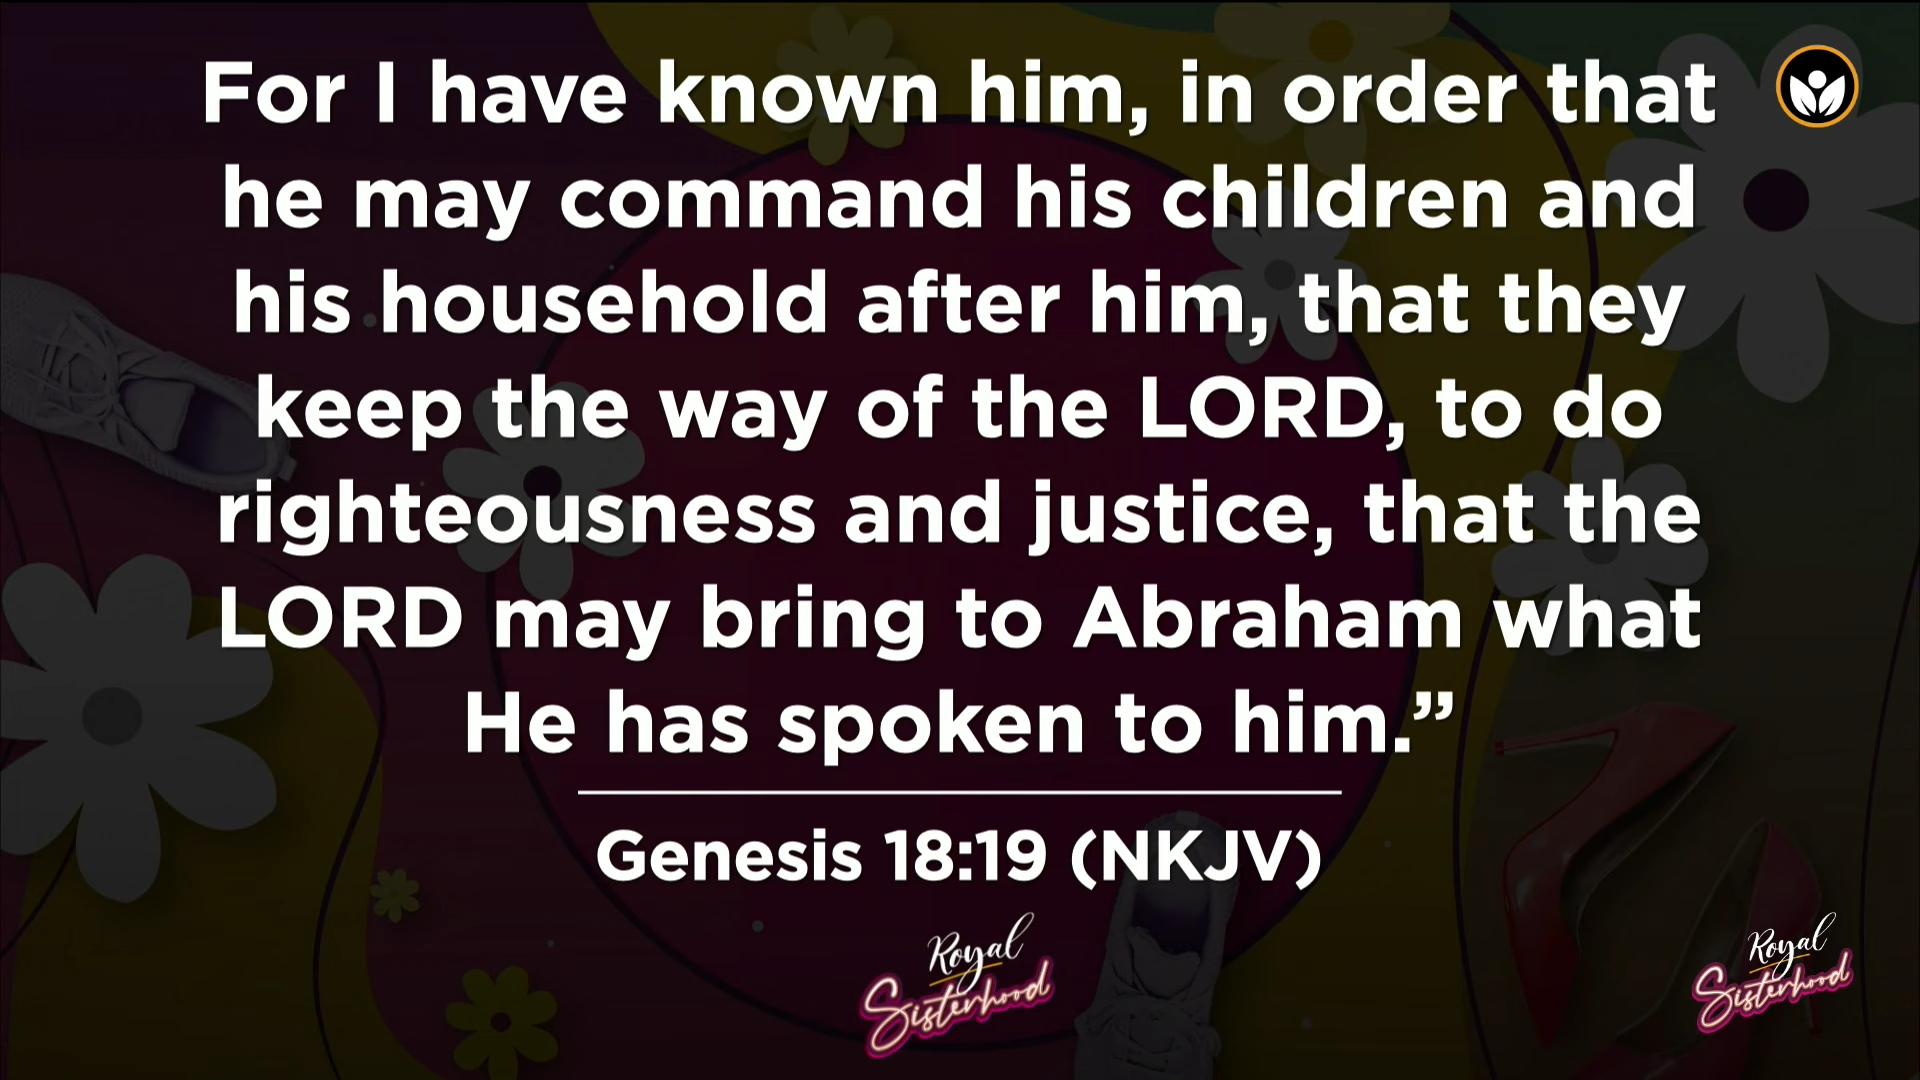 For I have known him, in order that
he may command his children and
his household after him, that they
keep the way of the LORD, to do
righteousness and justice, that the
LORD may bring to Abraham what
He has spoken to him.”
Genesis 18:19 (NKJV)
Royal
Sisterhood
Royal
Sisterhood